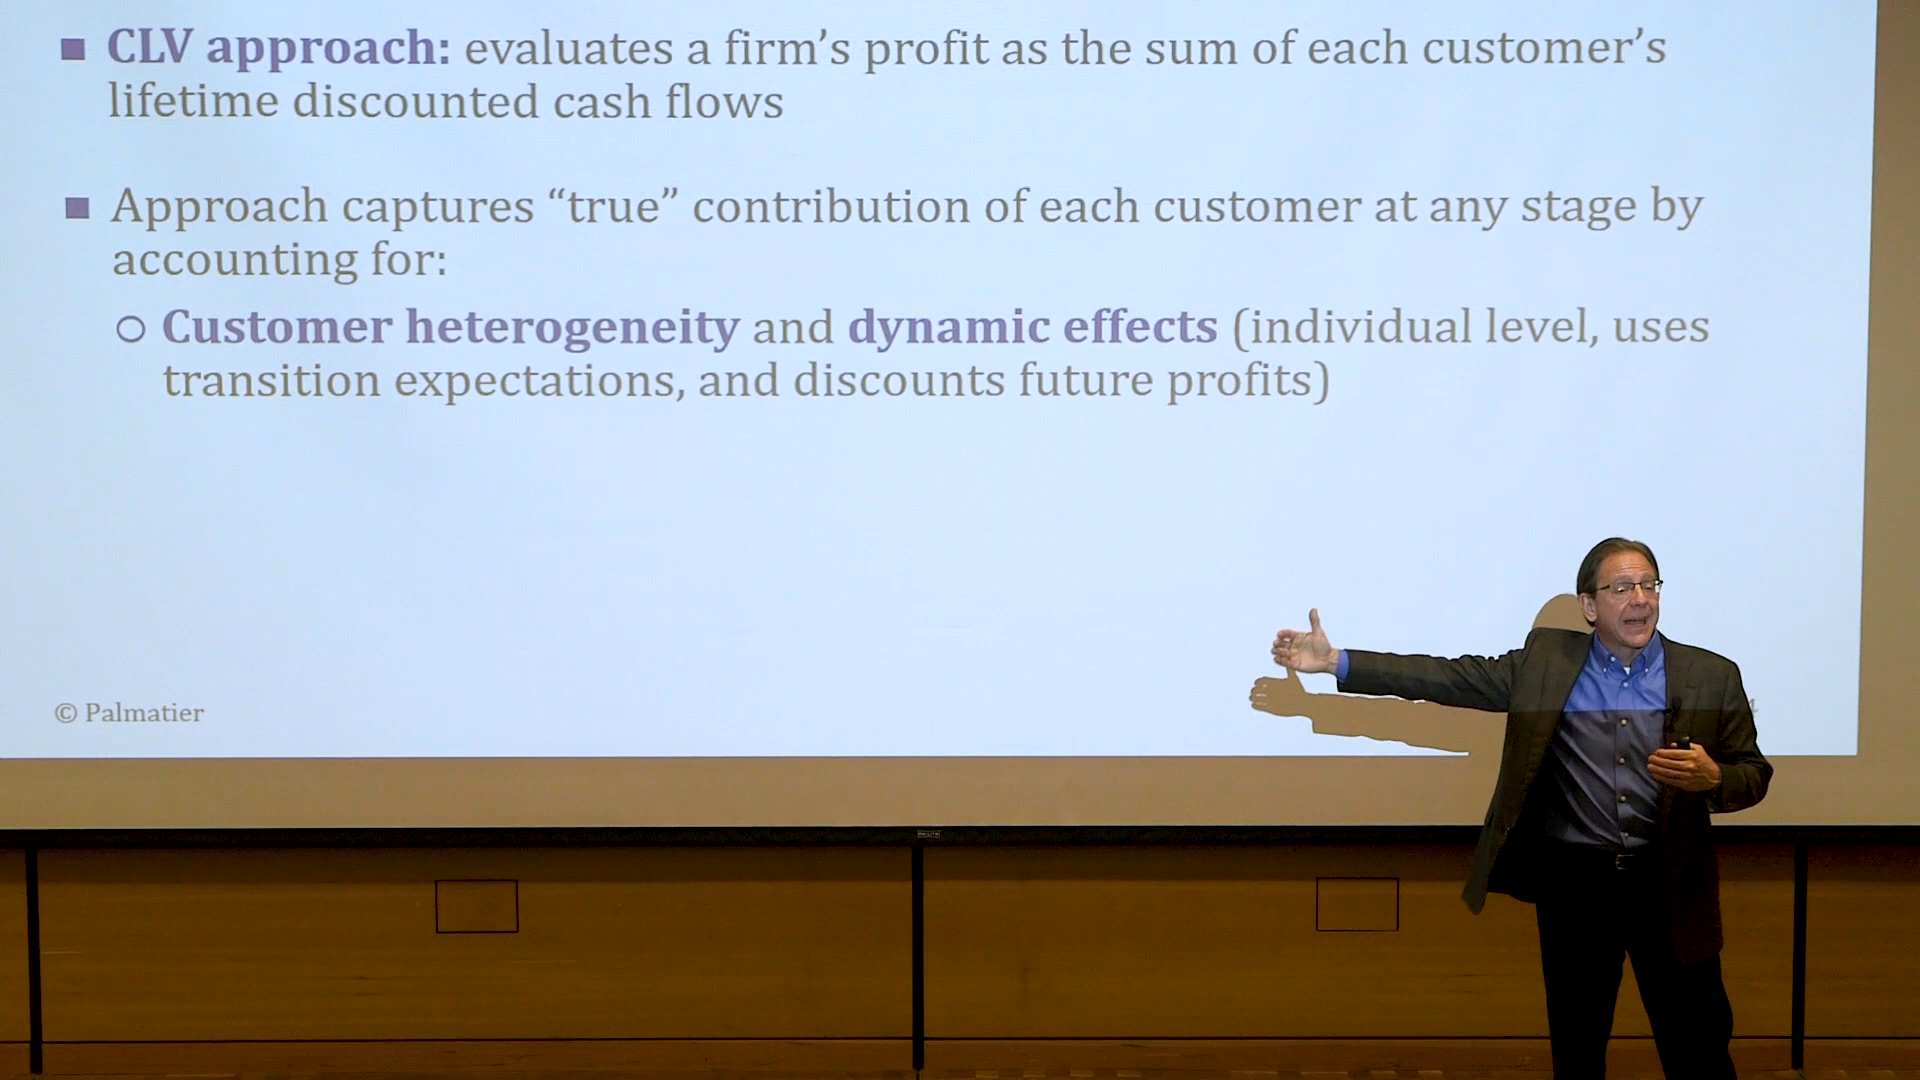 CLV approach: evaluates a firm’s profit as the sum of each customer’s
lifetime discounted cash flows
Approach captures “true” contribution of each customer at any stage by
accounting for:
Customer heterogeneity and dynamic effects (individual level, uses
transition expectations, and discounts future profits)
© Palmatier